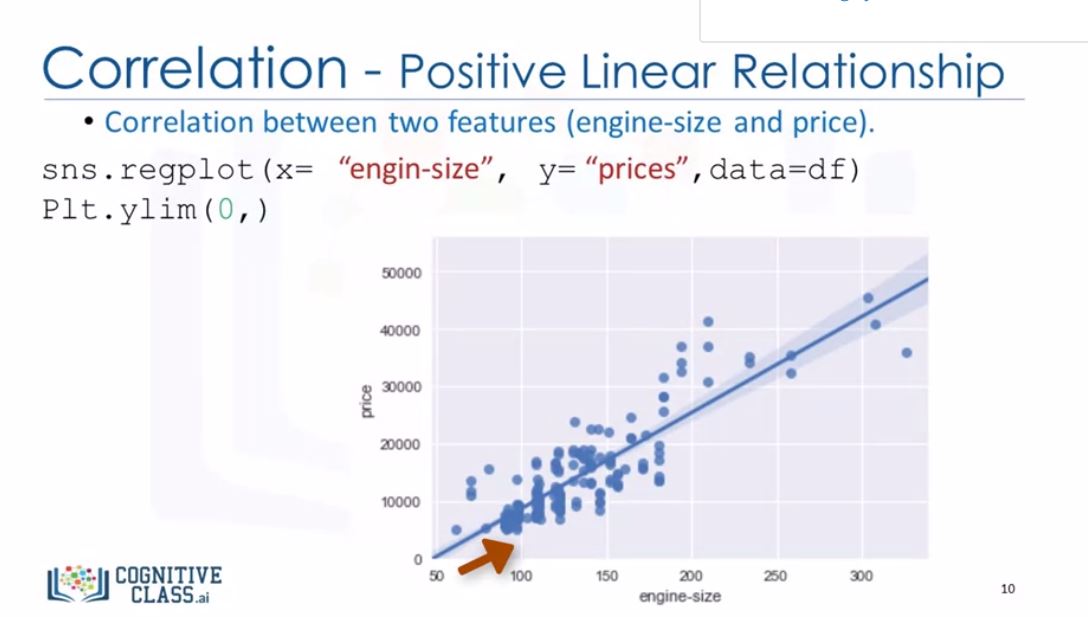 Correlation - Positive Linear Relationship
• Correlation between two features (engine-size and price).
sns.regplot(x= “engin-size”, y= “prices”,data=df)
Plt.ylim(0,)
50000
40000
30000
20000
10000
0
price
50 100 150 200 250 300
engine-size
COGNITIVE
CLASS.ai
10